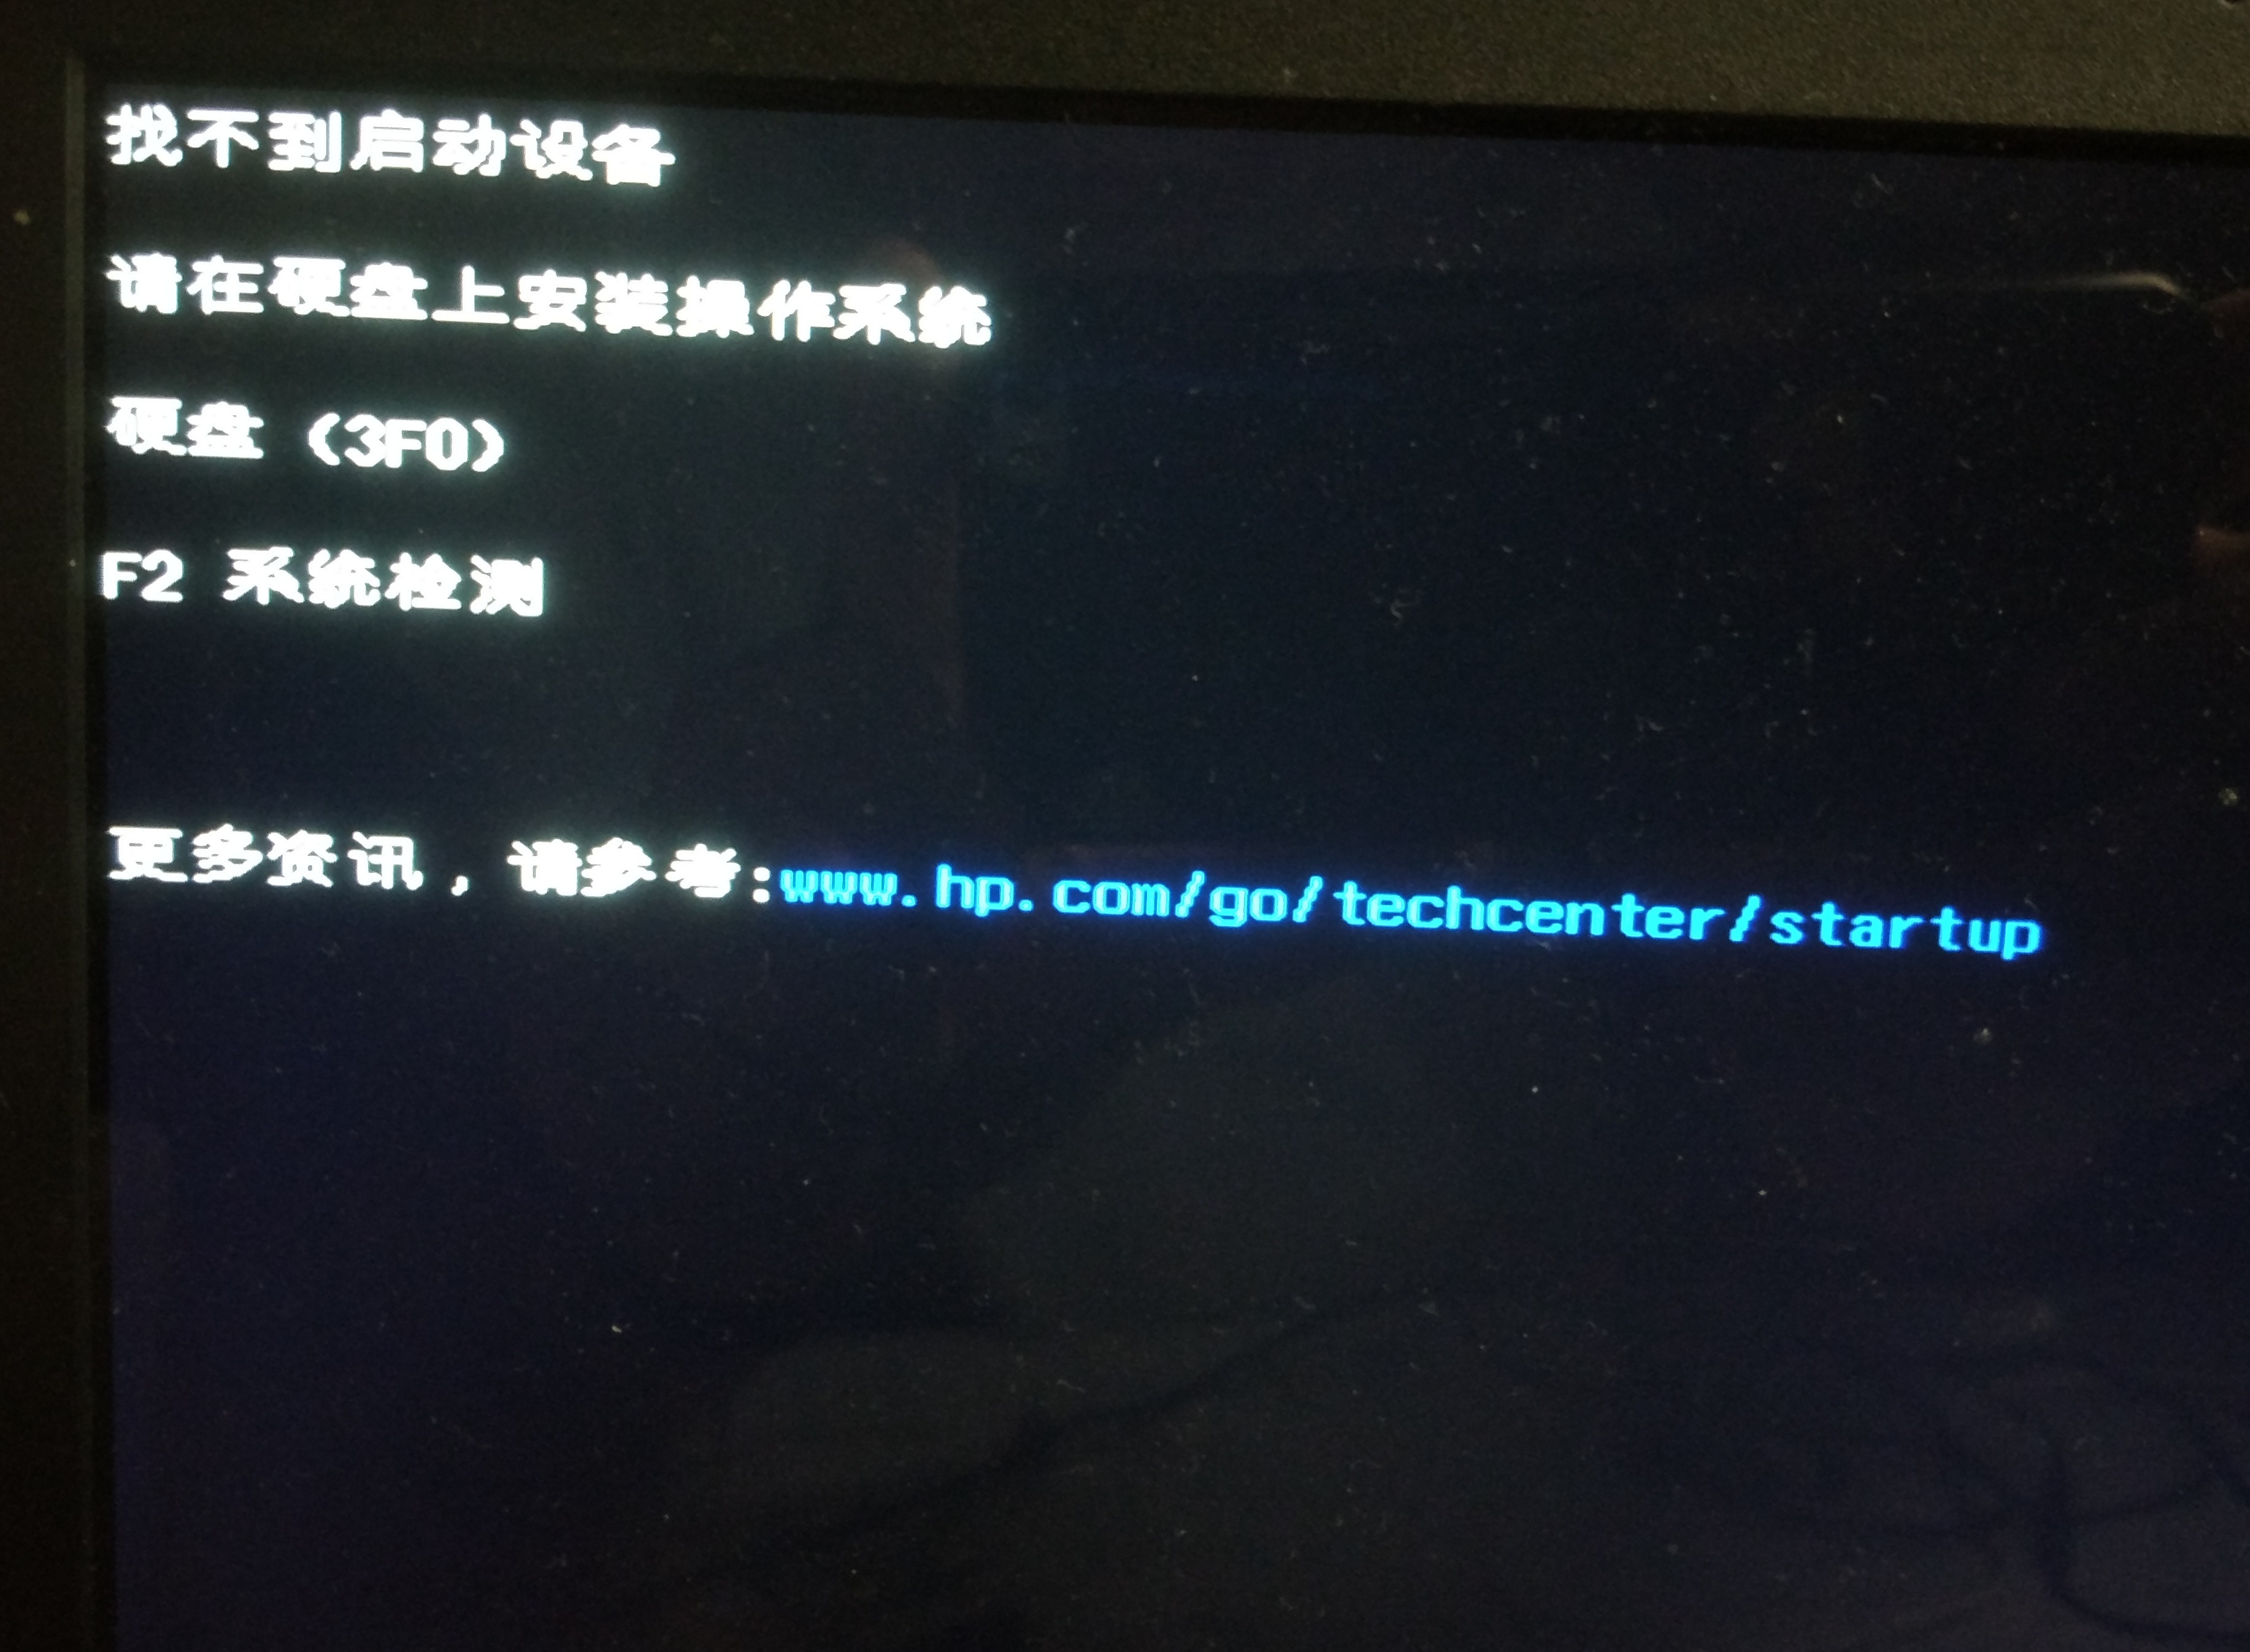 找不到启动设备
请在硬盘上安装操作系统
硬盘 (3F0)
F2 系统检测
更多资讯，请参考:www.hp.com/go/techcenter/startup